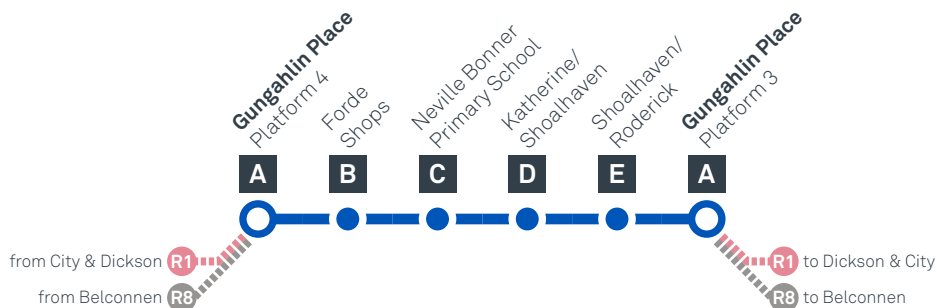 Gungahlin Place
Platform 4
Forde
Shops
Neville Bonner
Primary School
Katherine/
Shoalhaven
Shoalhaven/
Roderick
Gungahlin Place
Platform 3
A
B
C
D
E
A
from City & Dickson R1
R1 to Dickson & City
from Belconnen R8
R8 to Belconnen